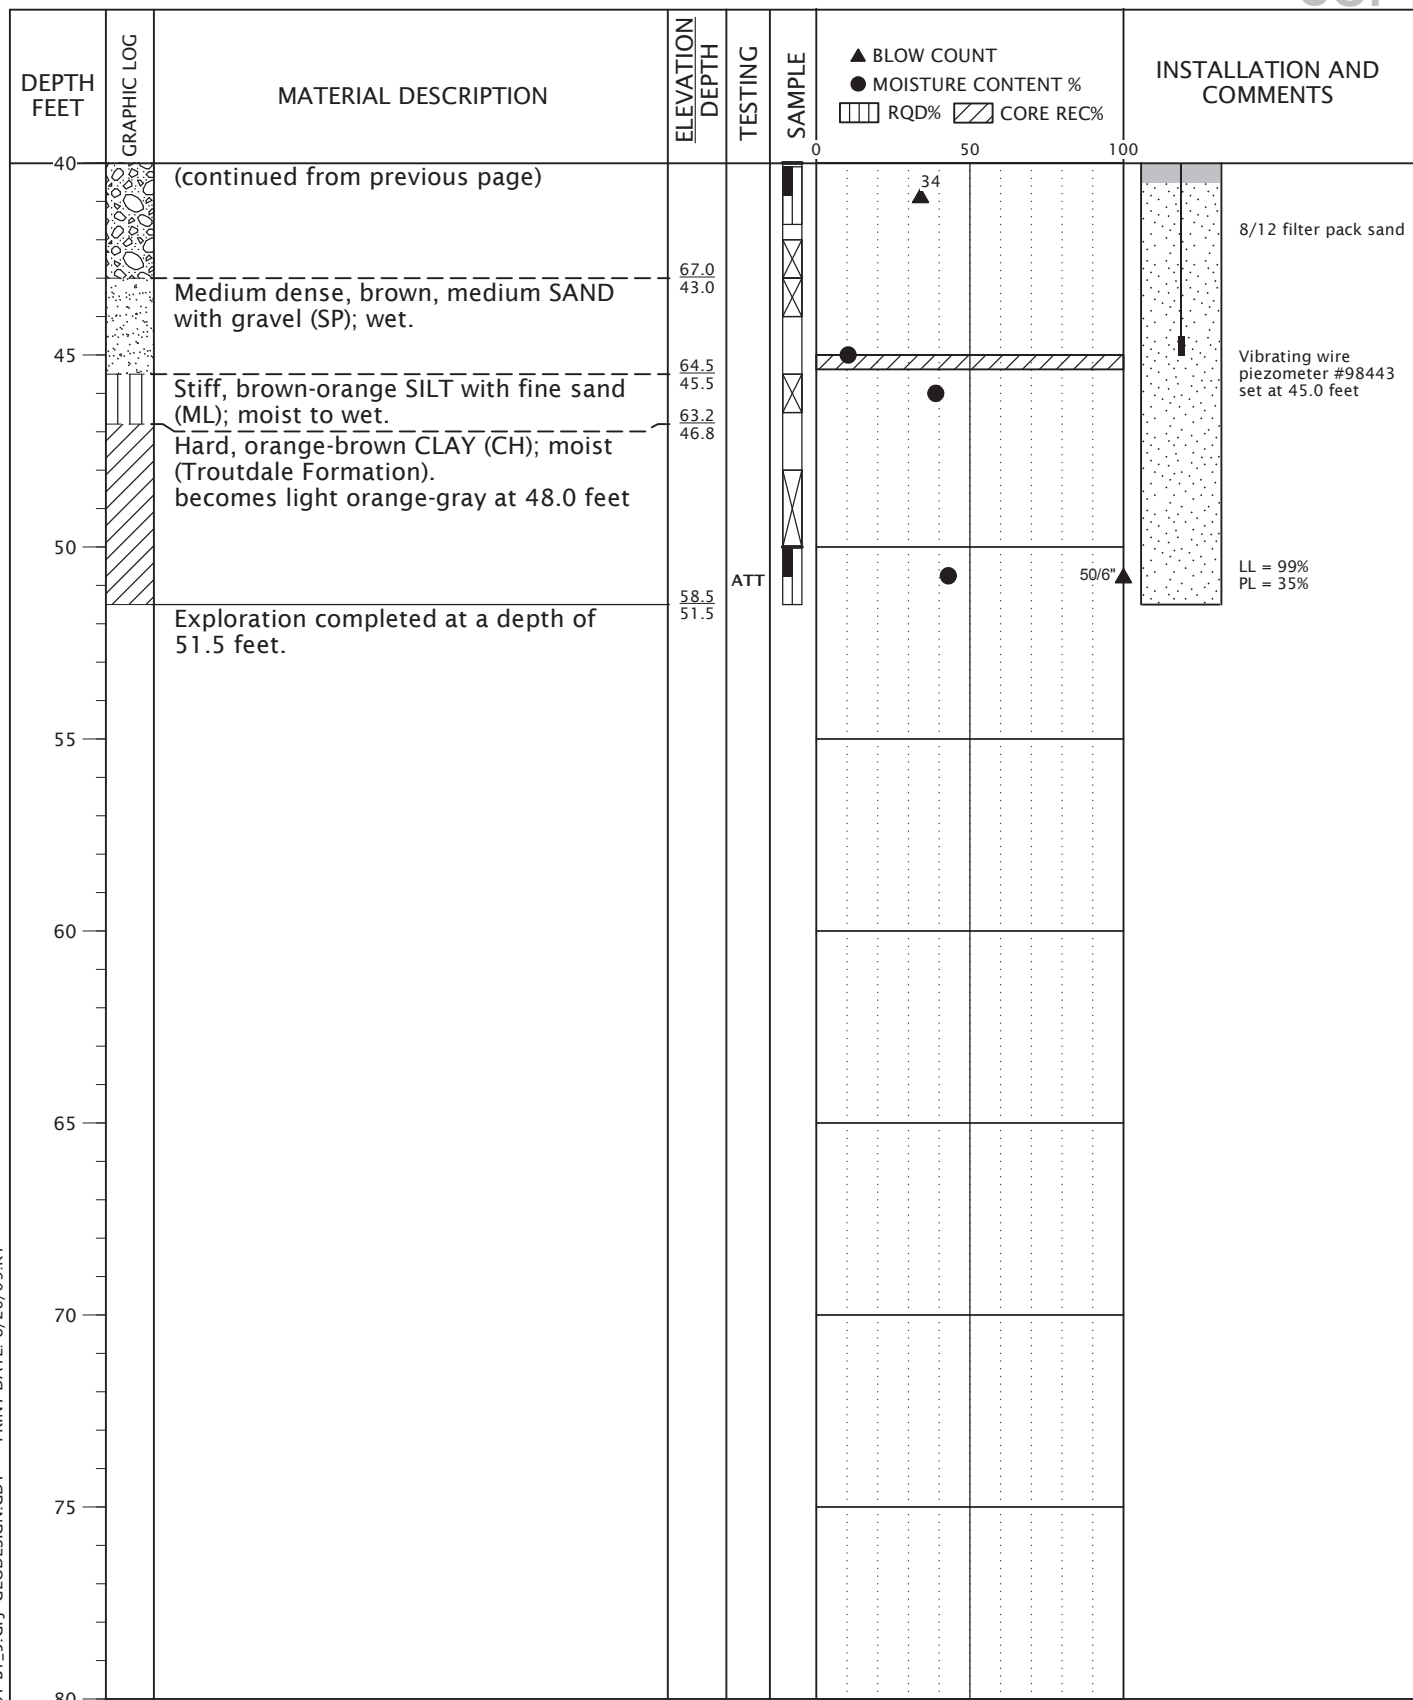 DEPTH
FEET
GRAPHIC LOG
MATERIAL DESCRIPTION
ELEVATION
DEPTH
TESTING
SAMPLE
▲ BLOW COUNT
● MOISTURE CONTENT %
RQD% CORE REC%
INSTALLATION AND
COMMENTS
0 50 100
40
(continued from previous page)
34
8/12 filter pack sand
67.0
43.0
Medium dense, brown, medium SAND
with gravel (SP); wet.
45
64.5
45.5
Vibrating wire
piezometer #98443
set at 45.0 feet
Stiff, brown-orange SILT with fine sand
(ML); moist to wet.
63.2
46.8
Hard, orange-brown CLAY (CH); moist
(Troutdale Formation).
becomes light orange-gray at 48.0 feet
50
ATT
50/6"
LL = 99%
PL = 35%
58.5
51.5
Exploration completed at a depth of
51.5 feet.
55
60
65
70
75
80